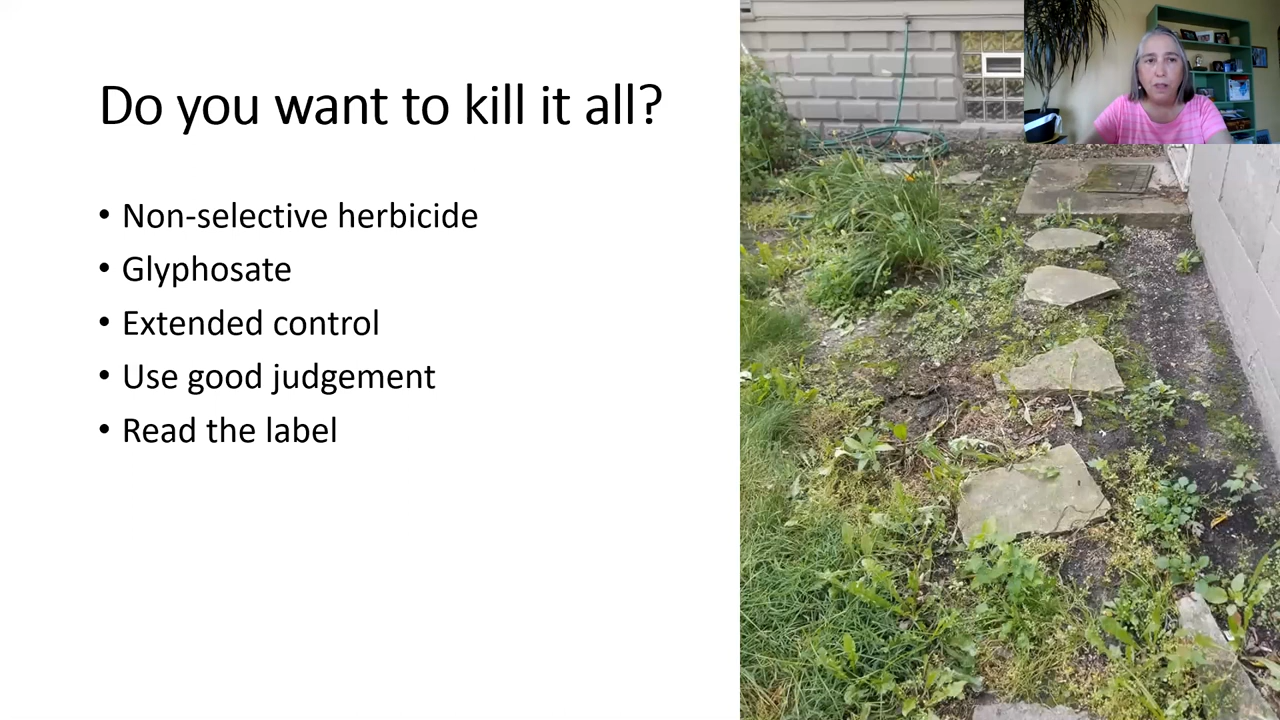 Do you want to kill it all?
• Non-selective herbicide
• Glyphosate
• Extended control
• Use good judgement
• Read the label